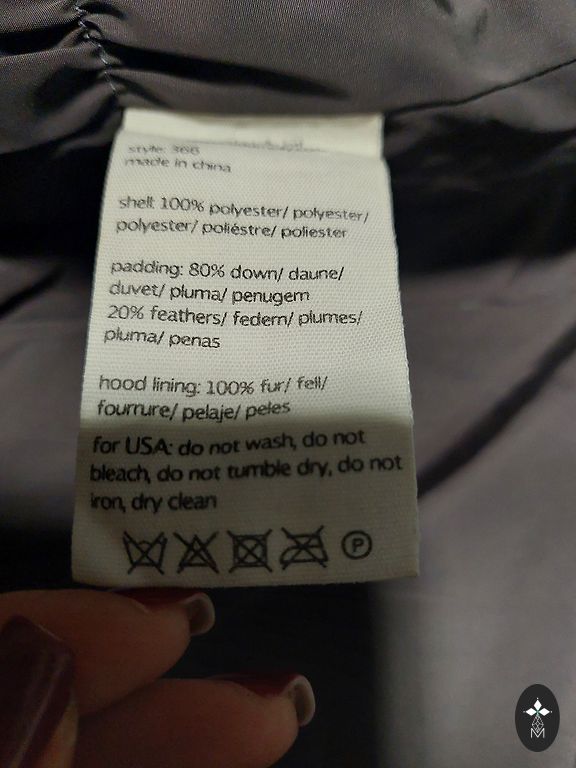 style: 366
made in china
shell: 100% polyester/ polyester/
polyester/ poliéstre/ poliester
padding: 80% down/ daune/
duvet/ pluma/ penugem
20% feathers/ federn/ plumes/
pluma/ penas
hood lining: 100% fur/ fell/
fourrure/ pelaje/ peles
for USA: do not wash, do not
bleach, do not tumble dry, do not
iron, dry clean
P
M